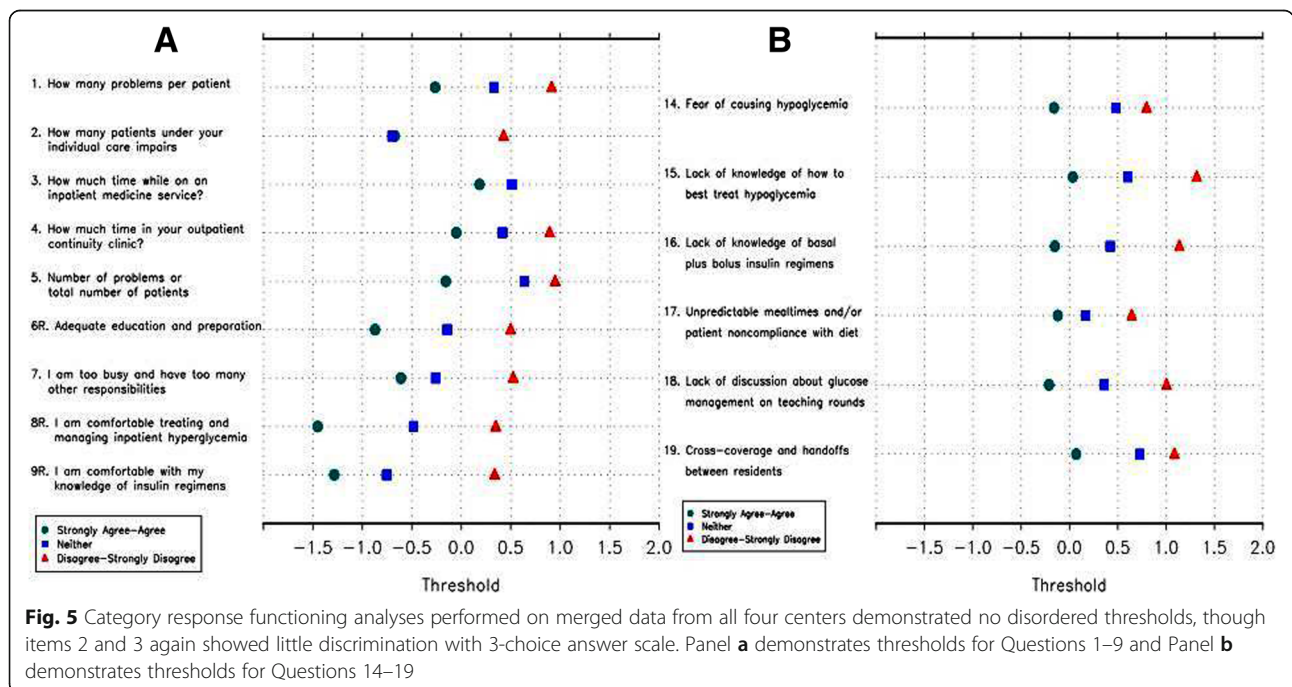 A
1. How many problems per patient
2. How many patients under your
individual care impairs
3. How much time while on an
inpatient medicine service?
4. How much time in your outpatient
continuity clinic?
5. Number of problems or
total number of patients
6R. Adequate education and preparation
7. I am too busy and have too many
other responsibilities
8R. I am comfortable treating and
managing inpatient hyperglycemia
9R. I am comfortable with my
knowledge of insulin regimens
Strongly Agree-Agree
Neither
Disagree-Strongly Disagree
-1.5 -1.0 -0.5 0.0 0.5 1.0 1.5 2.0
Threshold
B
14. Fear of causing hypoglycemia
15. Lack of knowledge of how to
best treat hypoglycemia
16. Lack of knowledge of basal
plus bolus insulin regimens
17. Unpredictable mealtimes and/or
patient noncompliance with diet
18. Lack of discussion about glucose
management on teaching rounds
19. Cross-coverage and handoffs
between residents
Strongly Agree-Agree
Neither
Disagree-Strongly Disagree
-1.5 -1.0 -0.5 0.0 0.5 1.0 1.5 2.0
Threshold
Fig. 5 Category response functioning analyses performed on merged data from all four centers demonstrated no disordered thresholds, though
items 2 and 3 again showed little discrimination with 3-choice answer scale. Panel a demonstrates thresholds for Questions 1–9 and Panel b
demonstrates thresholds for Questions 14–19